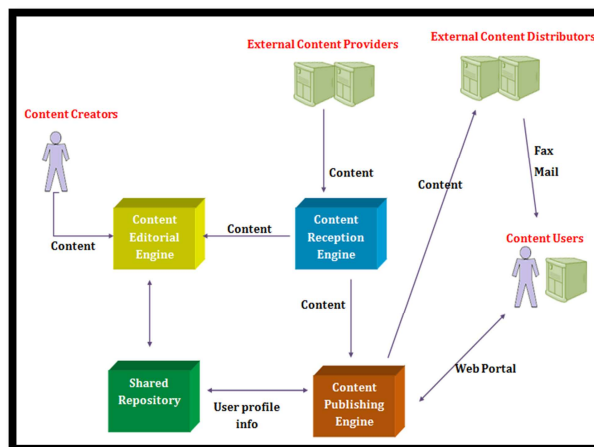 External Content Providers
External Content Distributors
Content Creators
Content
Fax
Mail
Content
Content
Editorial
Engine
Content
Content
Content
Reception
Engine
Content Users
Content
Shared
Repository
User profile
info
Content
Publishing
Engine
Web Portal